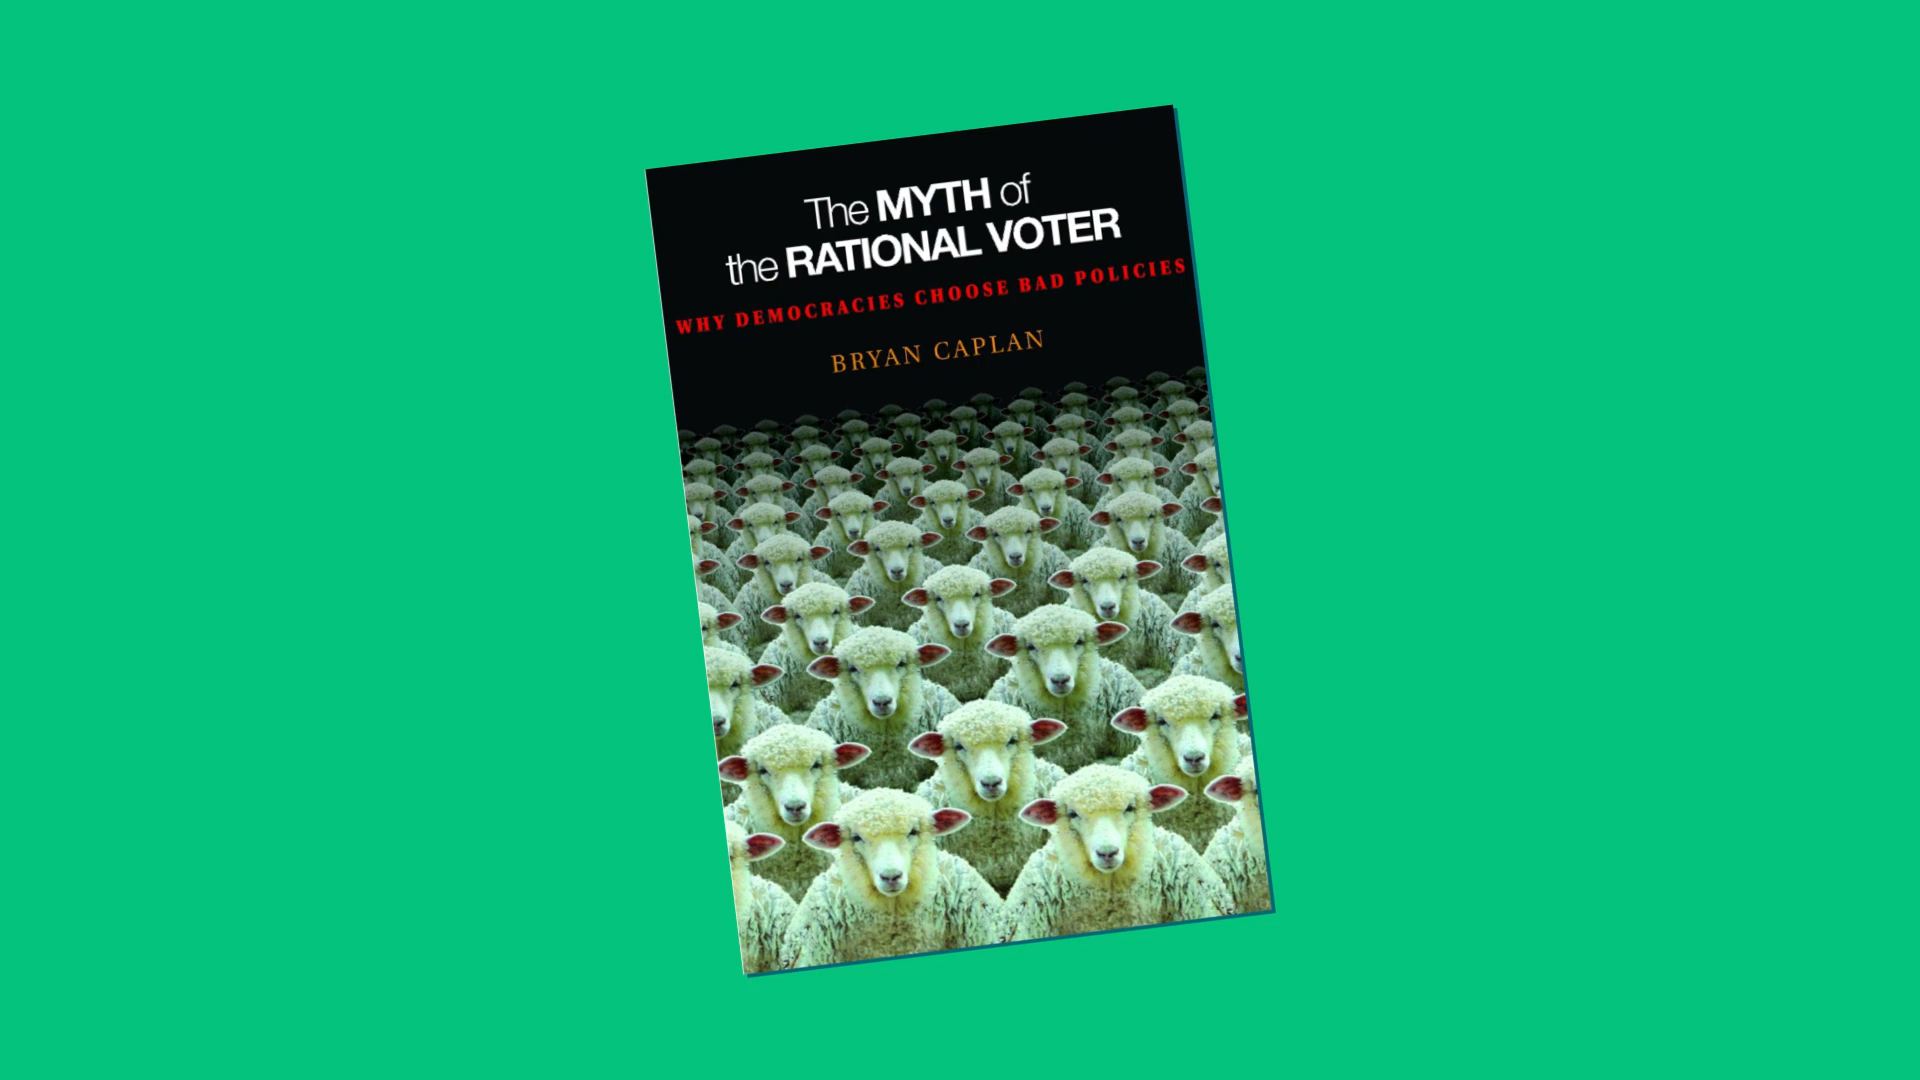 The MYTH of
the RATIONAL VOTER
WHY DEMOCRACIES CHOOSE BAD POLICIES
BRYAN CAPLAN